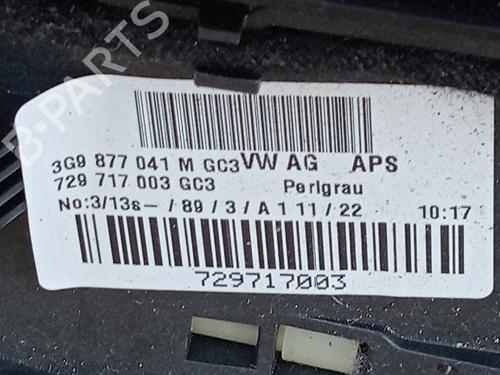 3G9 877 041 M GC3 VW AG APS
729 717 003 GC3 Perlgrau
No:3/13s- / 89 / 3 / A 1 11 / 22 10:17
729717003
B-PARTS